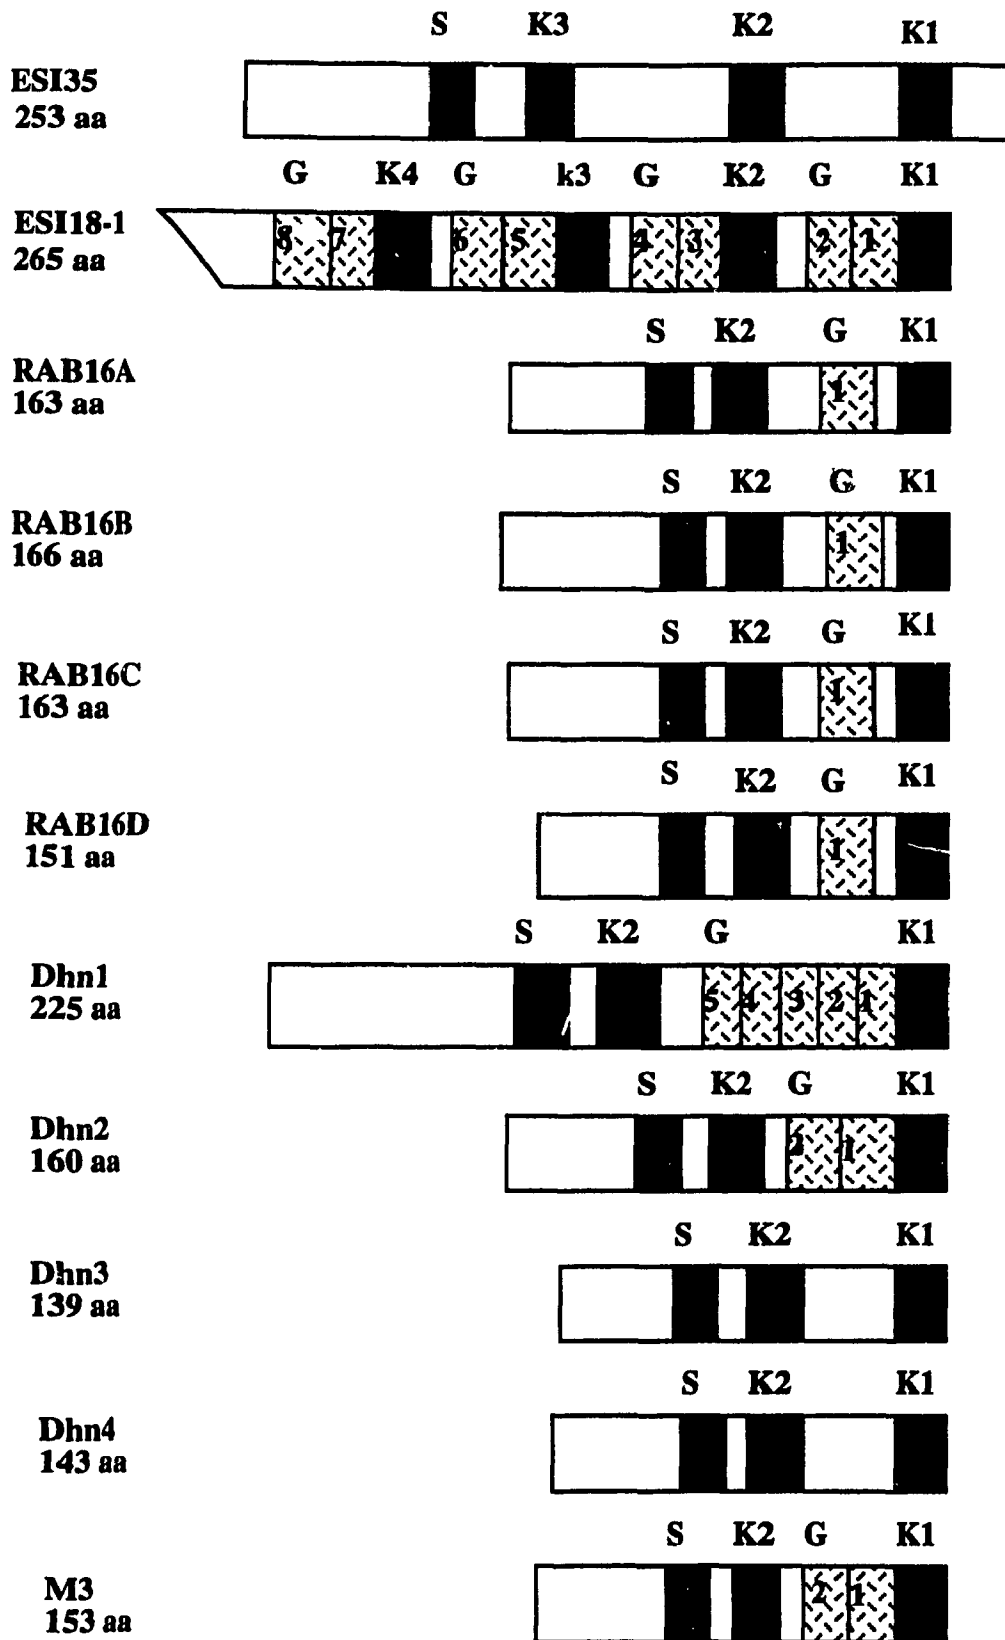 S K3 K2 K1
ESI35
253 aa
G K4 G k3 G K2 G K1
ESI18-1
265 aa
8 7 6 5 4 3 2 1
S K2 G K1
RAB16A
163 aa
1
S K2 G K1
RAB16B
166 aa
1
S K2 G K1
RAB16C
163 aa
1
S K2 G K1
RAB16D
151 aa
1
S K2 G K1
Dhn1
225 aa
5 4 3 2 1
S K2 G K1
Dhn2
160 aa
2 1
S K2 K1
Dhn3
139 aa
S K2 K1
Dhn4
143 aa
S K2 G K1
M3
153 aa
2 1